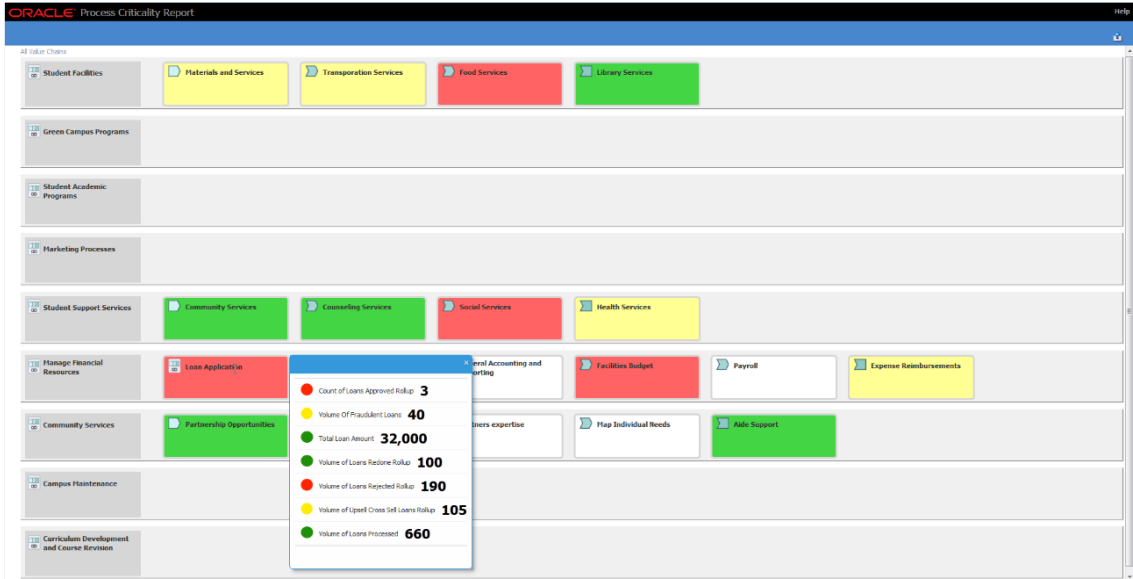 ORACLE Process Criticality Report
Help
All Value Chains
Student Facilities
Materials and Services
Transporation Services
Food Services
Library Services
Green Campus Programs
Student Academic
Programs
Marketing Processes
Student Support Services
Community Services
Counseling Services
Social Services
Health Services
Manage Financial
Resources
Loan Application
eral Accounting and
orting
Facilities Budget
Payroll
Expense Reimbursements
Count of Loans Approved Rollup 3
Volume Of Fraudulent Loans 40
Total Loan Amount 32,000
Volume of Loans Redone Rollup 100
Volume of Loans Rejected Rollup 190
Volume of Upsell Cross Sell Loans Rollup 105
Volume of Loans Processed 660
Community Services
Partnership Opportunities
tners expertise
Map Individual Needs
Aide Support
Campus Maintenance
Curriculum Development
and Course Revision